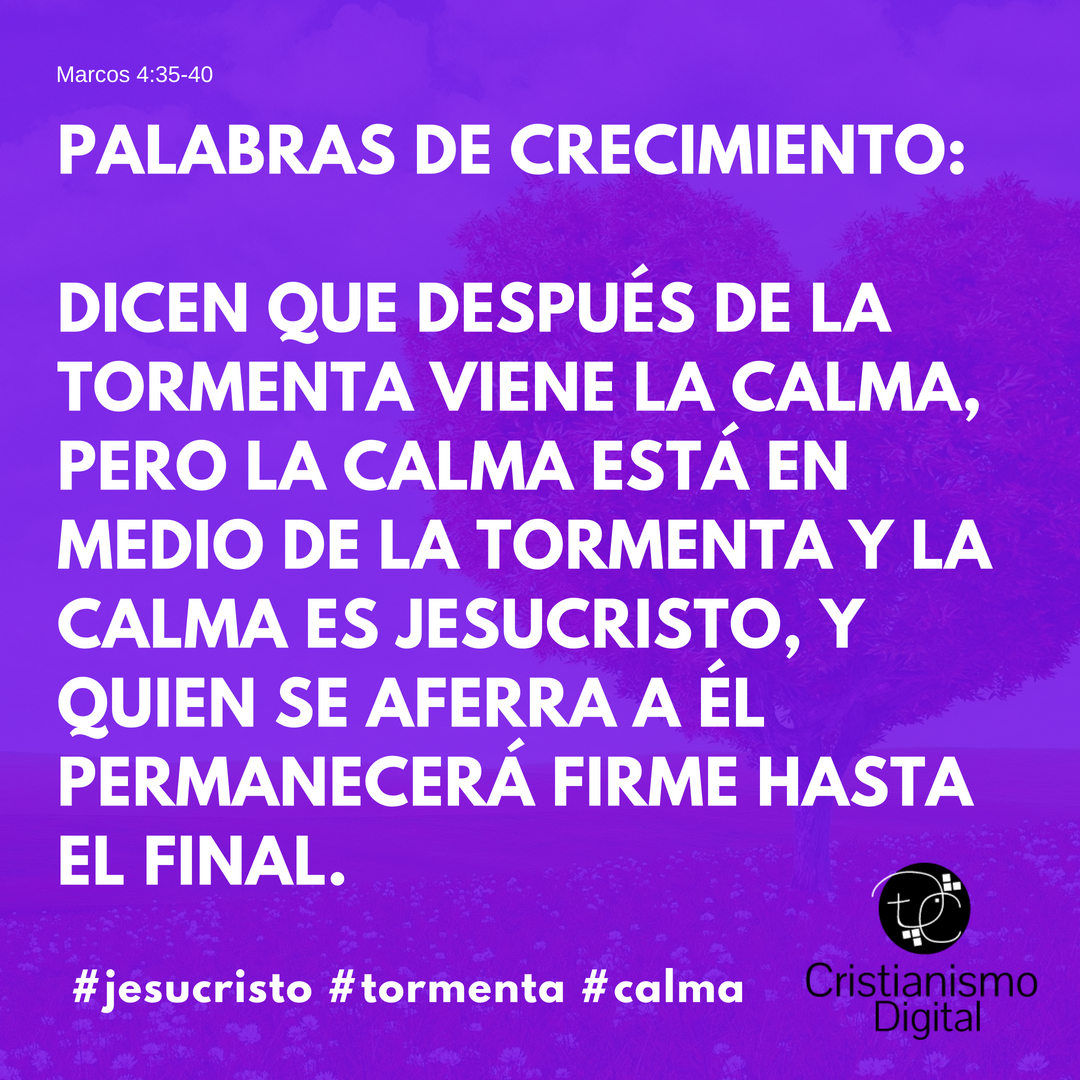 Marcos 4:35-40
PALABRAS DE CRECIMIENTO:
DICEN QUE DESPUÉS DE LA
TORMENTA VIENE LA CALMA,
PERO LA CALMA ESTÁ EN
MEDIO DE LA TORMENTA Y LA
CALMA ES JESUCRISTO, Y
QUIEN SE AFERRA A ÉL
PERMANECERÁ FIRME HASTA
EL FINAL.
#jesucristo #tormenta #calma
Cristianismo
Digital